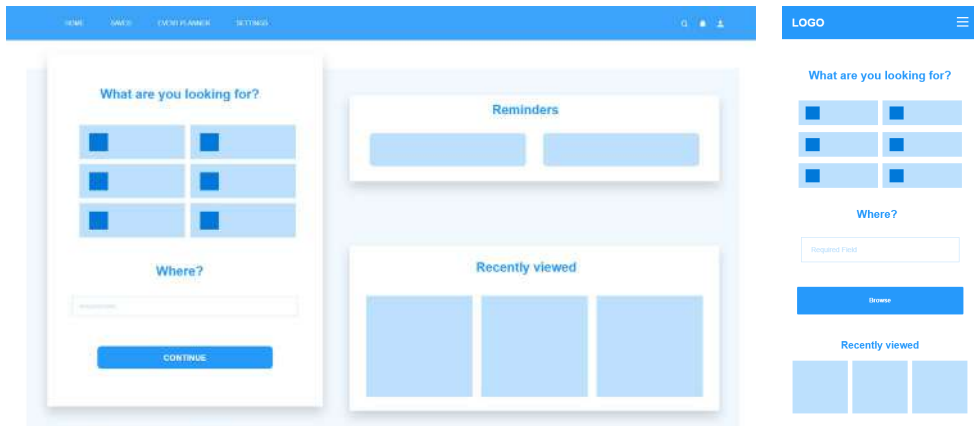 HOME SAVED EVENT PLANNER SETTINGS
What are you looking for?
Where?
CONTINUE
Reminders
Recently viewed
LOGO
What are you looking for?
Where?
Required Field
Browse
Recently viewed